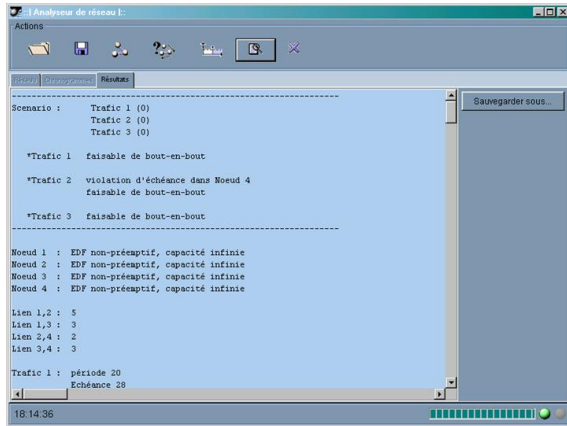 ..: | Analyseur de réseau |:..
Actions
Résultats
Sauvegarder sous...
Scenario : Trafic 1 (0)
Trafic 2 (0)
Trafic 3 (0)
*Trafic 1 faisable de bout-en-bout
*Trafic 2 violation d'échéance dans Noeud 4
faisable de bout-en-bout
*Trafic 3 faisable de bout-en-bout
Noeud 1 : EDF non-préemptif, capacité infinie
Noeud 2 : EDF non-préemptif, capacité infinie
Noeud 3 : EDF non-préemptif, capacité infinie
Noeud 4 : EDF non-préemptif, capacité infinie
Lien 1,2 : 5
Lien 1,3 : 3
Lien 2,4 : 2
Lien 3,4 : 3
Trafic 1 : période 20
Echéance 28
18:14:36